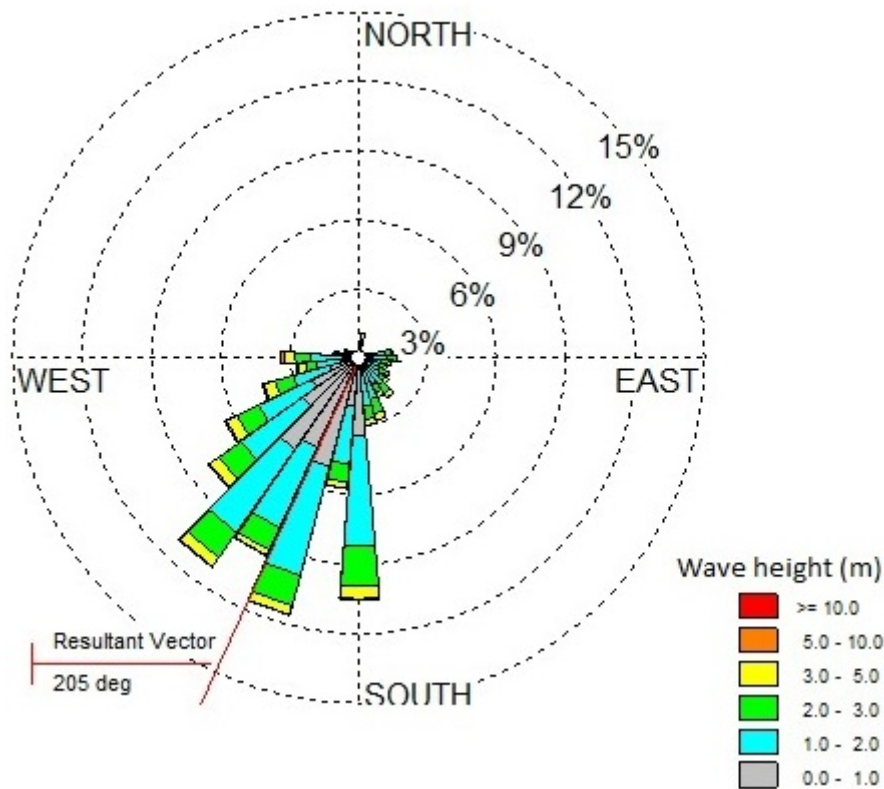 NORTH
15%
12%
9%
6%
3%
WEST
EAST
Wave height (m)
>= 10.0
5.0 - 10.0
3.0 - 5.0
2.0 - 3.0
1.0 - 2.0
0.0 - 1.0
Resultant Vector
205 deg
SOUTH